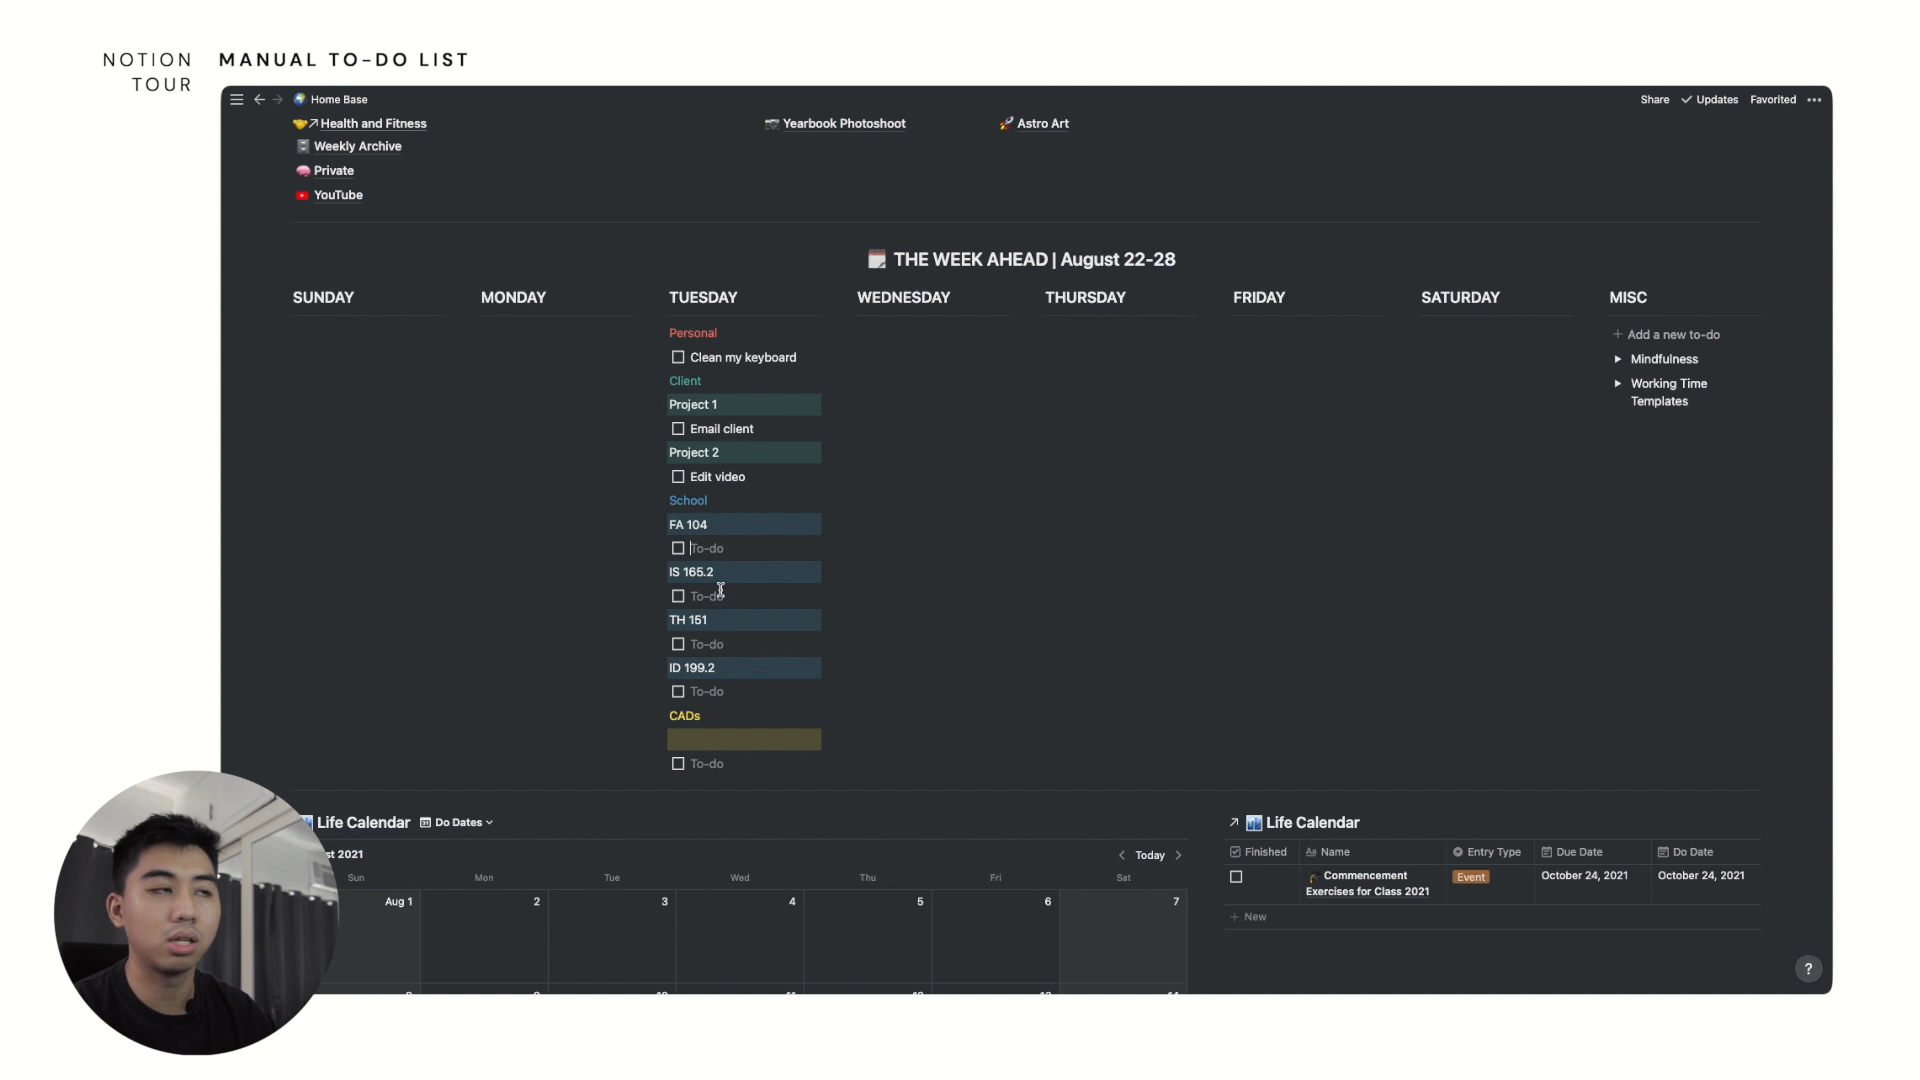 NOTION
TOUR
MANUAL TO-DO LIST
Home Base
Share
Updates
Favorited
Health and Fitness
Yearbook Photoshoot
Astro Art
Weekly Archive
Private
YouTube
THE WEEK AHEAD | August 22-28
SUNDAY
MONDAY
TUESDAY
WEDNESDAY
THURSDAY
FRIDAY
SATURDAY
MISC
Personal
Clean my keyboard
Client
Project 1
Email client
Project 2
Edit video
School
FA 104
To-do
IS 165.2
To-do
TH 151
To-do
ID 199.2
To-do
CADs
To-do
+ Add a new to-do
Mindfulness
Working Time
Templates
Life Calendar
Do Dates
2021
Today
Sun
Mon
Tue
Wed
Thu
Fri
Sat
Aug 1
2
3
4
5
6
7
Life Calendar
Finished
Aa Name
Entry Type
Due Date
Do Date
Commencement
Exercises for Class 2021
Event
October 24, 2021
October 24, 2021
+ New
?